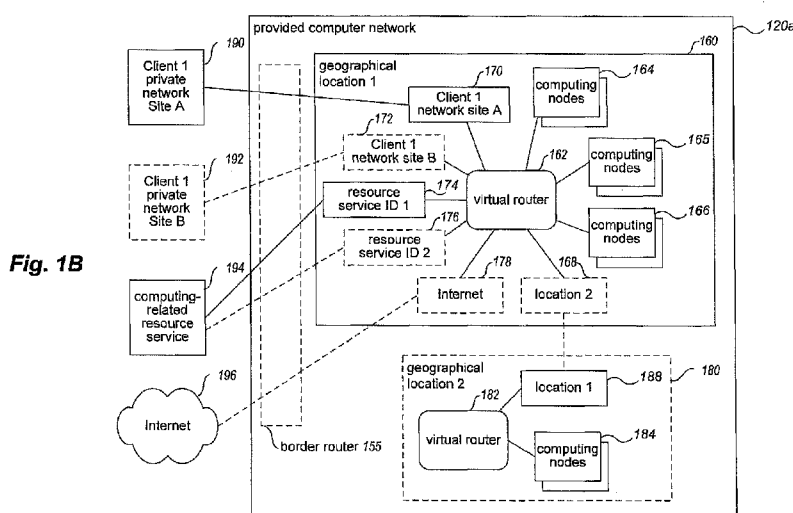 provided computer network
120a
190
Client 1
private
network
Site A
geographical
location 1
160
170
Client 1
network site A
164
computing
nodes
172
Client 1
network site B
192
Client 1
private
network
Site B
162
virtual router
165
computing
nodes
174
resource
service ID 1
166
computing
nodes
176
resource
service ID 2
Fig. 1B
194
computing-
related
resource
service
178
Internet
168
location 2
196
Internet
border router 155
geographical
location 2
180
182
virtual router
188
location 1
184
computing
nodes